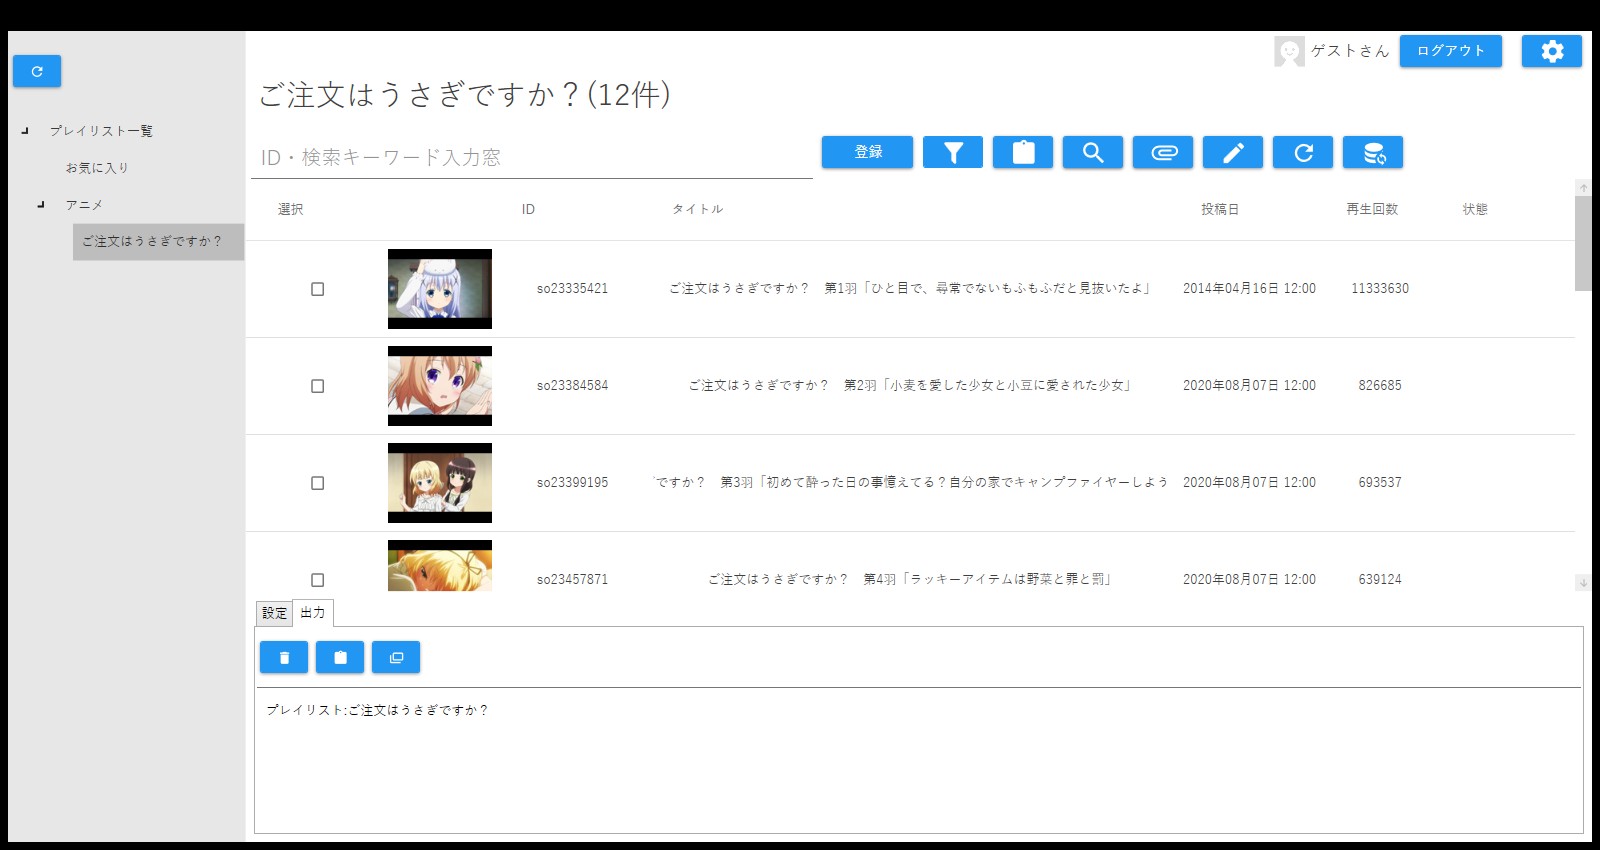 ゲストさん
ログアウト
ご注文はうさぎですか？(12件)
プレイリスト一覧
お気に入り
アニメ
ご注文はうさぎですか？
ID・検索キーワード入力窓
登録
選択 ID タイトル 投稿日 再生回数 状態
so23335421 ご注文はうさぎですか？　第1羽「ひと目で、尋常でないもふもふだと見抜いたよ」 2014年04月16日 12:00 11333630
so23384584 ご注文はうさぎですか？　第2羽「小麦を愛した少女と小豆に愛された少女」 2020年08月07日 12:00 826685
so23399195 ですか？　第3羽「初めて酔った日の事憶えてる？自分の家でキャンプファイヤーしよう 2020年08月07日 12:00 693537
so23457871 ご注文はうさぎですか？　第4羽「ラッキーアイテムは野菜と罪と罰」 2020年08月07日 12:00 639124
設定 出力
プレイリスト:ご注文はうさぎですか？